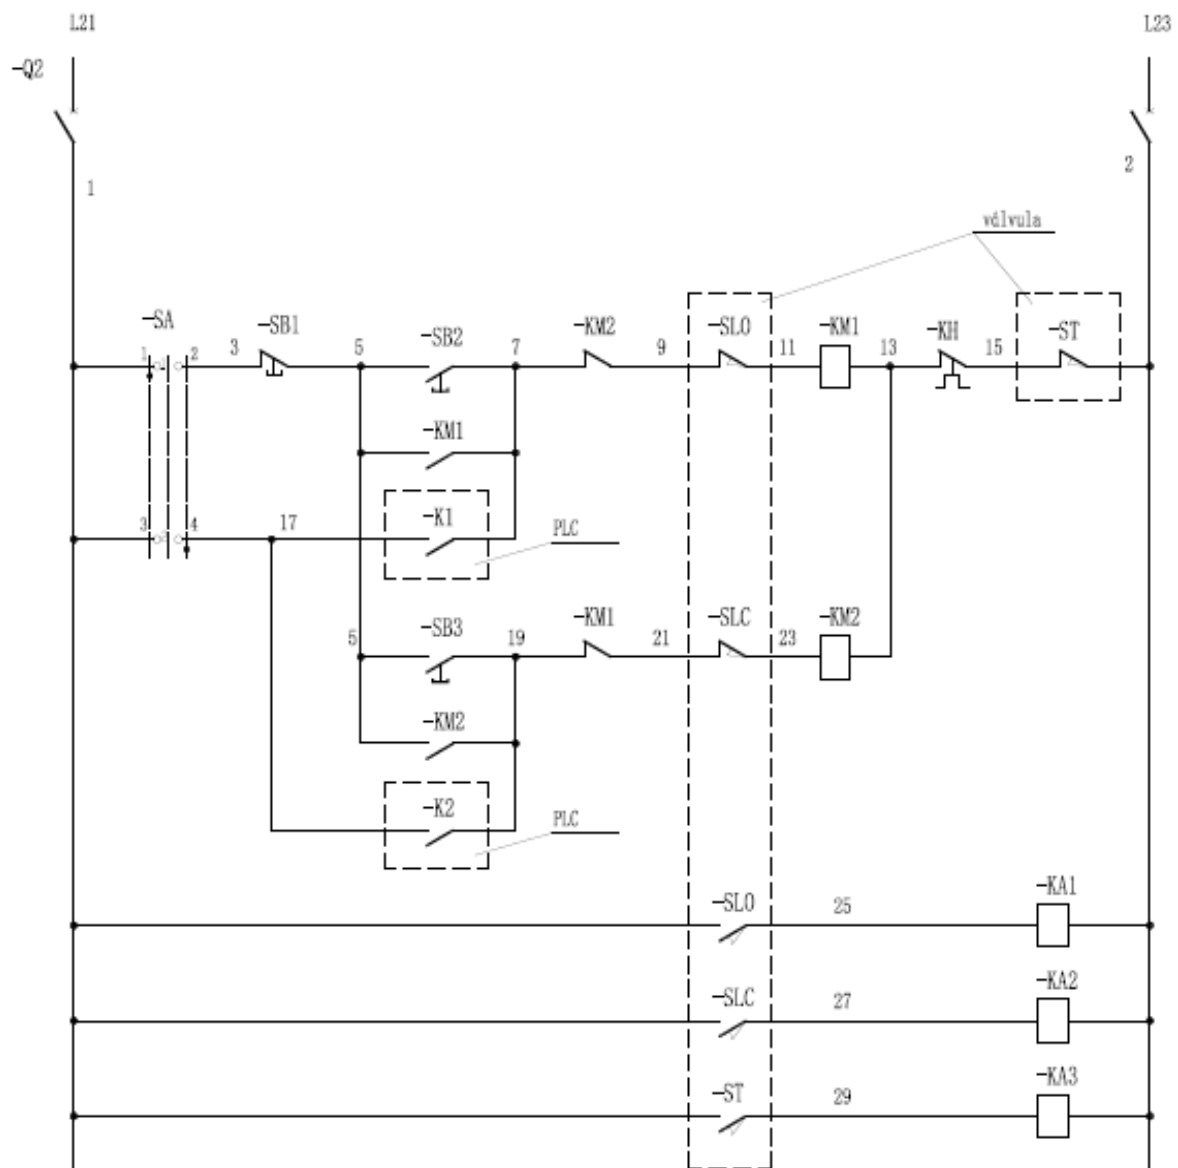 L21 L23
-Q2
1 2
válvula
-SA -SB1 -SB2 -KM2 -SLO -KM1 -KH -ST
1 2 3 5 7 9 11 13 15
-KM1
-K1
3 4 17 PLC
-SB3 -KM1 -SLC -KM2
5 19 21 23
-KM2
-K2
PLC
-SLO 25 -KA1
-SLC 27 -KA2
-ST 29 -KA3